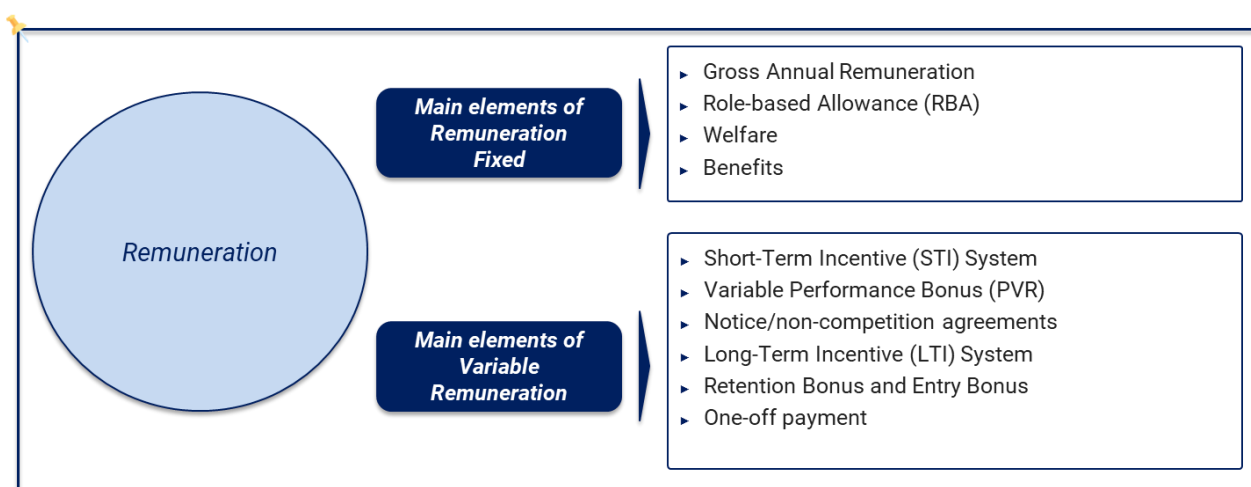 Remuneration
Main elements of
Remuneration
Fixed
Gross Annual Remuneration
Role-based Allowance (RBA)
Welfare
Benefits
Main elements of
Variable
Remuneration
Short-Term Incentive (STI) System
Variable Performance Bonus (PVR)
Notice/non-competition agreements
Long-Term Incentive (LTI) System
Retention Bonus and Entry Bonus
One-off payment